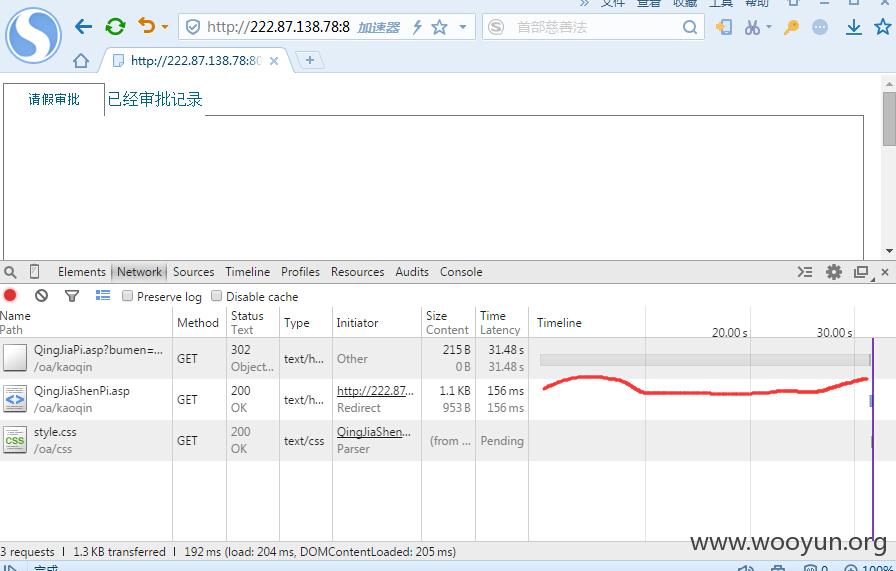 文件 查看 收藏 工具 帮助
http://222.87.138.78:8 加速器 首部慈善法
http://222.87.138.78:80
请假审批 已经审批记录
Elements Network Sources Timeline Profiles Resources Audits Console
Preserve log Disable cache
Name Path Method Status Text Type Initiator Size Content Time Latency Timeline 20.00 s 30.00 s
QingJiaPi.asp?bumen=... GET 302 text/h... Other 215 B 31.48 s
/oa/kaoqin Object... 0 B 31.48 s
QingJiaShenPi.asp GET 200 text/h... http://222.87... 1.1 KB 156 ms
/oa/kaoqin OK Redirect 953 B 156 ms
style.css GET 200 text/css QingJiaShen... (from ... Pending
/oa/css OK Parser
3 requests | 1.3 KB transferred | 192 ms (load: 204 ms, DOMContentLoaded: 205 ms)
www.wooyun.org
完成 0 100%